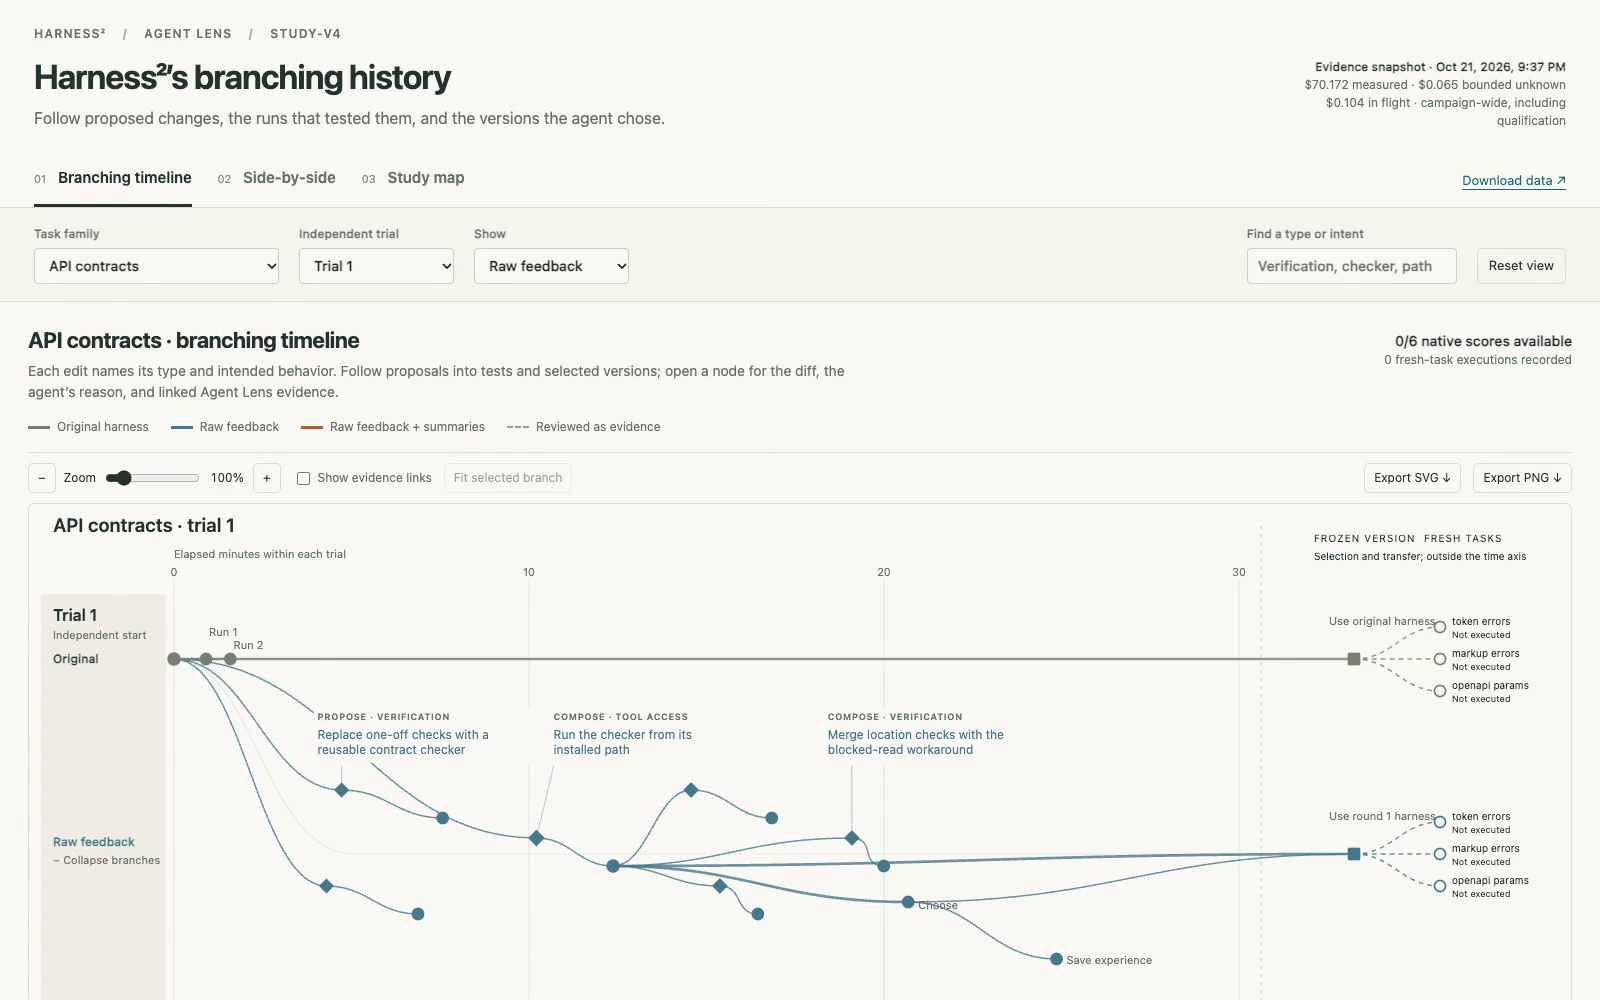 HARNESS² / AGENT LENS / STUDY-V4
Harness²'s branching history
Follow proposed changes, the runs that tested them, and the versions the agent chose.
Evidence snapshot · Oct 21, 2026, 9:37 PM
$70.172 measured · $0.065 bounded unknown
$0.104 in flight · campaign-wide, including
qualification
01 Branching timeline 02 Side-by-side 03 Study map
Download data ↗
Task family
API contracts
Independent trial
Trial 1
Show
Raw feedback
Find a type or intent
Verification, checker, path
Reset view
API contracts · branching timeline
Each edit names its type and intended behavior. Follow proposals into tests and selected versions; open a node for the diff, the
agent's reason, and linked Agent Lens evidence.
0/6 native scores available
0 fresh-task executions recorded
Original harness Raw feedback Raw feedback + summaries Reviewed as evidence
− Zoom 100% + Show evidence links Fit selected branch
Export SVG ↓ Export PNG ↓
API contracts · trial 1
Elapsed minutes within each trial
0 10 20 30
FROZEN VERSION FRESH TASKS
Selection and transfer; outside the time axis
Trial 1
Independent start
Original
Run 1
Run 2
Use original harness
token errors
Not executed
markup errors
Not executed
openapi params
Not executed
PROPOSE · VERIFICATION
Replace one-off checks with a
reusable contract checker
COMPOSE · TOOL ACCESS
Run the checker from its
installed path
COMPOSE · VERIFICATION
Merge location checks with the
blocked-read workaround
Raw feedback
− Collapse branches
Use round 1 harness
token errors
Not executed
markup errors
Not executed
openapi params
Not executed
Choose
Save experience